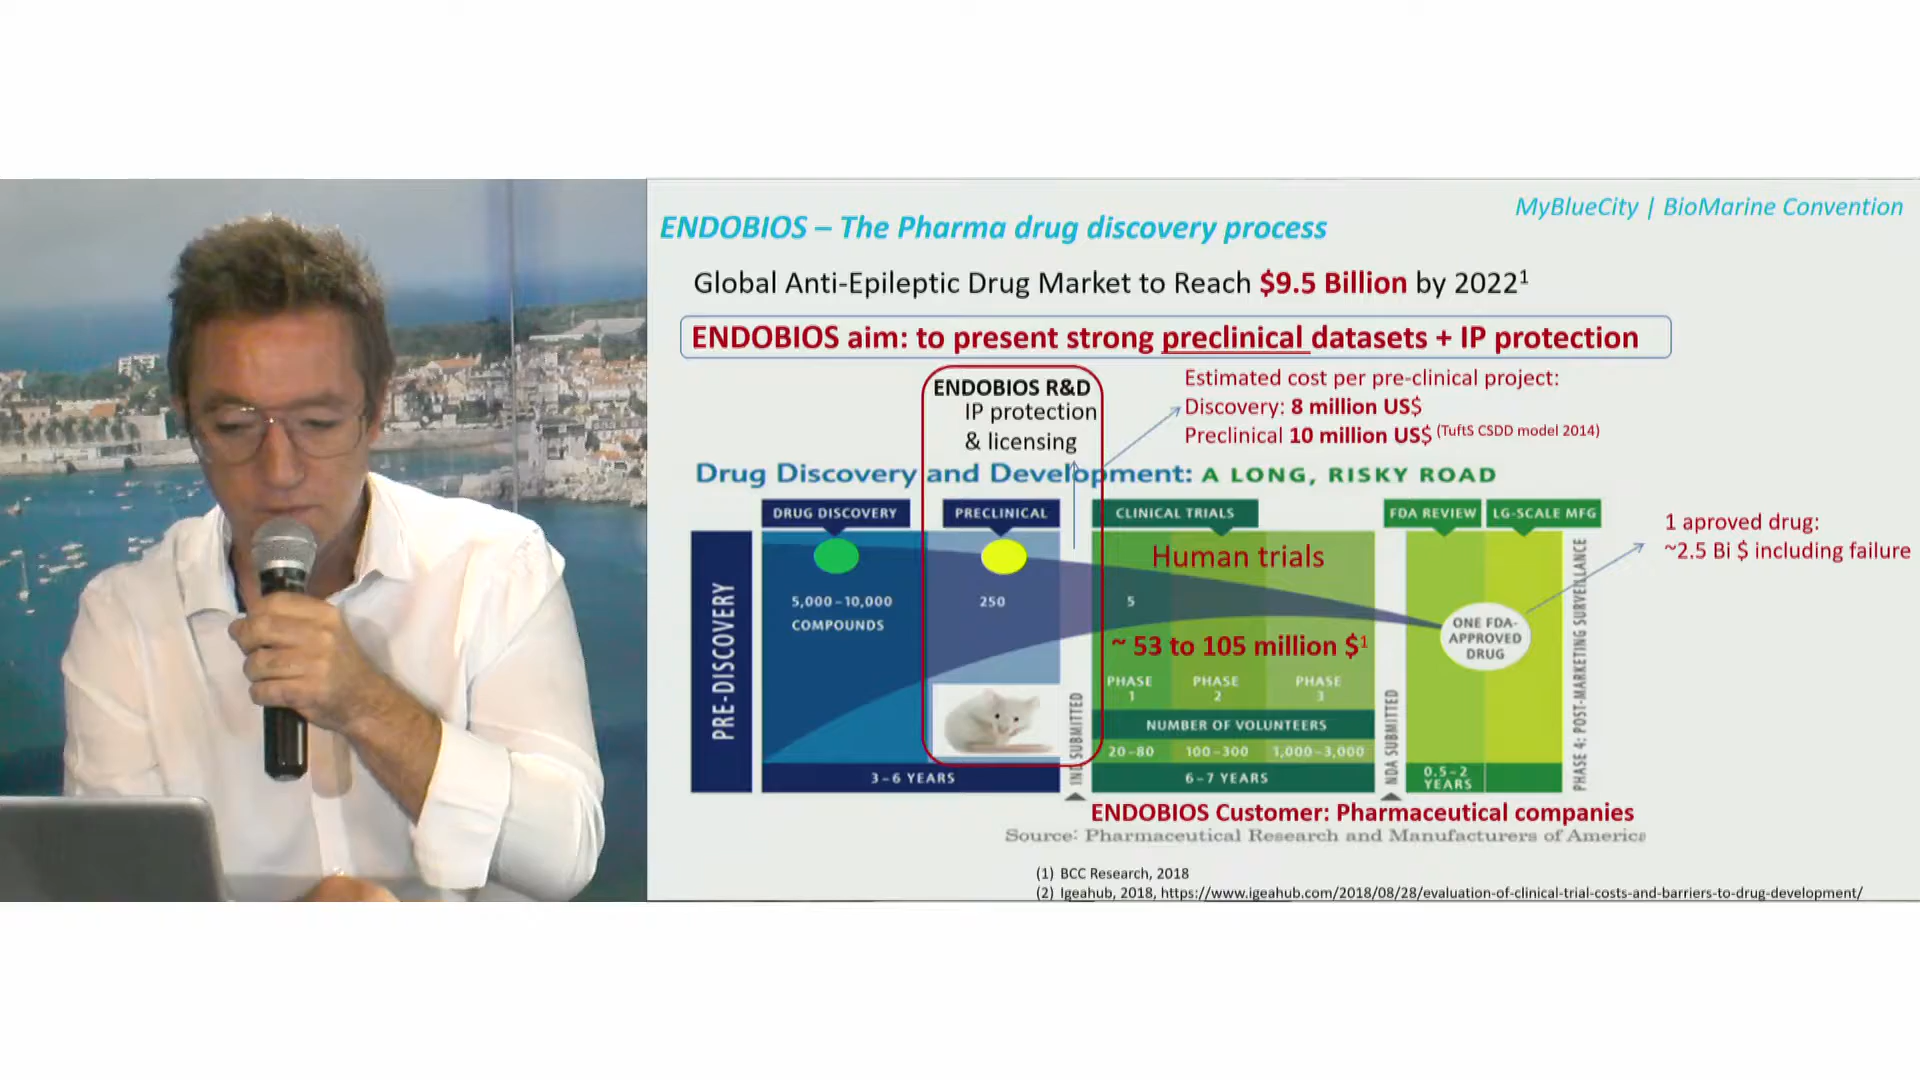 MyBlueCity | BioMarine Convention
ENDOBIOS – The Pharma drug discovery process
Global Anti-Epileptic Drug Market to Reach $9.5 Billion by 2022¹
ENDOBIOS aim: to present strong preclinical datasets + IP protection
ENDOBIOS R&D
IP protection
& licensing
Estimated cost per pre-clinical project:
Discovery: 8 million US$
Preclinical 10 million US$ (TuftS CSDD model 2014)
Drug Discovery and Development: A LONG, RISKY ROAD
PRE-DISCOVERY
DRUG DISCOVERY
PRECLINICAL
CLINICAL TRIALS
FDA REVIEW
LG-SCALE MFG
1 aproved drug:
~2.5 Bi $ including failure
Human trials
5,000–10,000
COMPOUNDS
250
5
~ 53 to 105 million $¹
ONE FDA-
APPROVED
DRUG
PHASE
1
PHASE
2
PHASE
3
NUMBER OF VOLUNTEERS
20–80
100–300
1,000–3,000
3–6 YEARS
IND SUBMITTED
6–7 YEARS
NDA SUBMITTED
0.5–2
YEARS
PHASE 4: POST-MARKETING SURVEILLANCE
ENDOBIOS Customer: Pharmaceutical companies
Source: Pharmaceutical Research and Manufacturers of America
(1) BCC Research, 2018
(2) Igeahub, 2018, https://www.igeahub.com/2018/08/28/evaluation-of-clinical-trial-costs-and-barriers-to-drug-development/